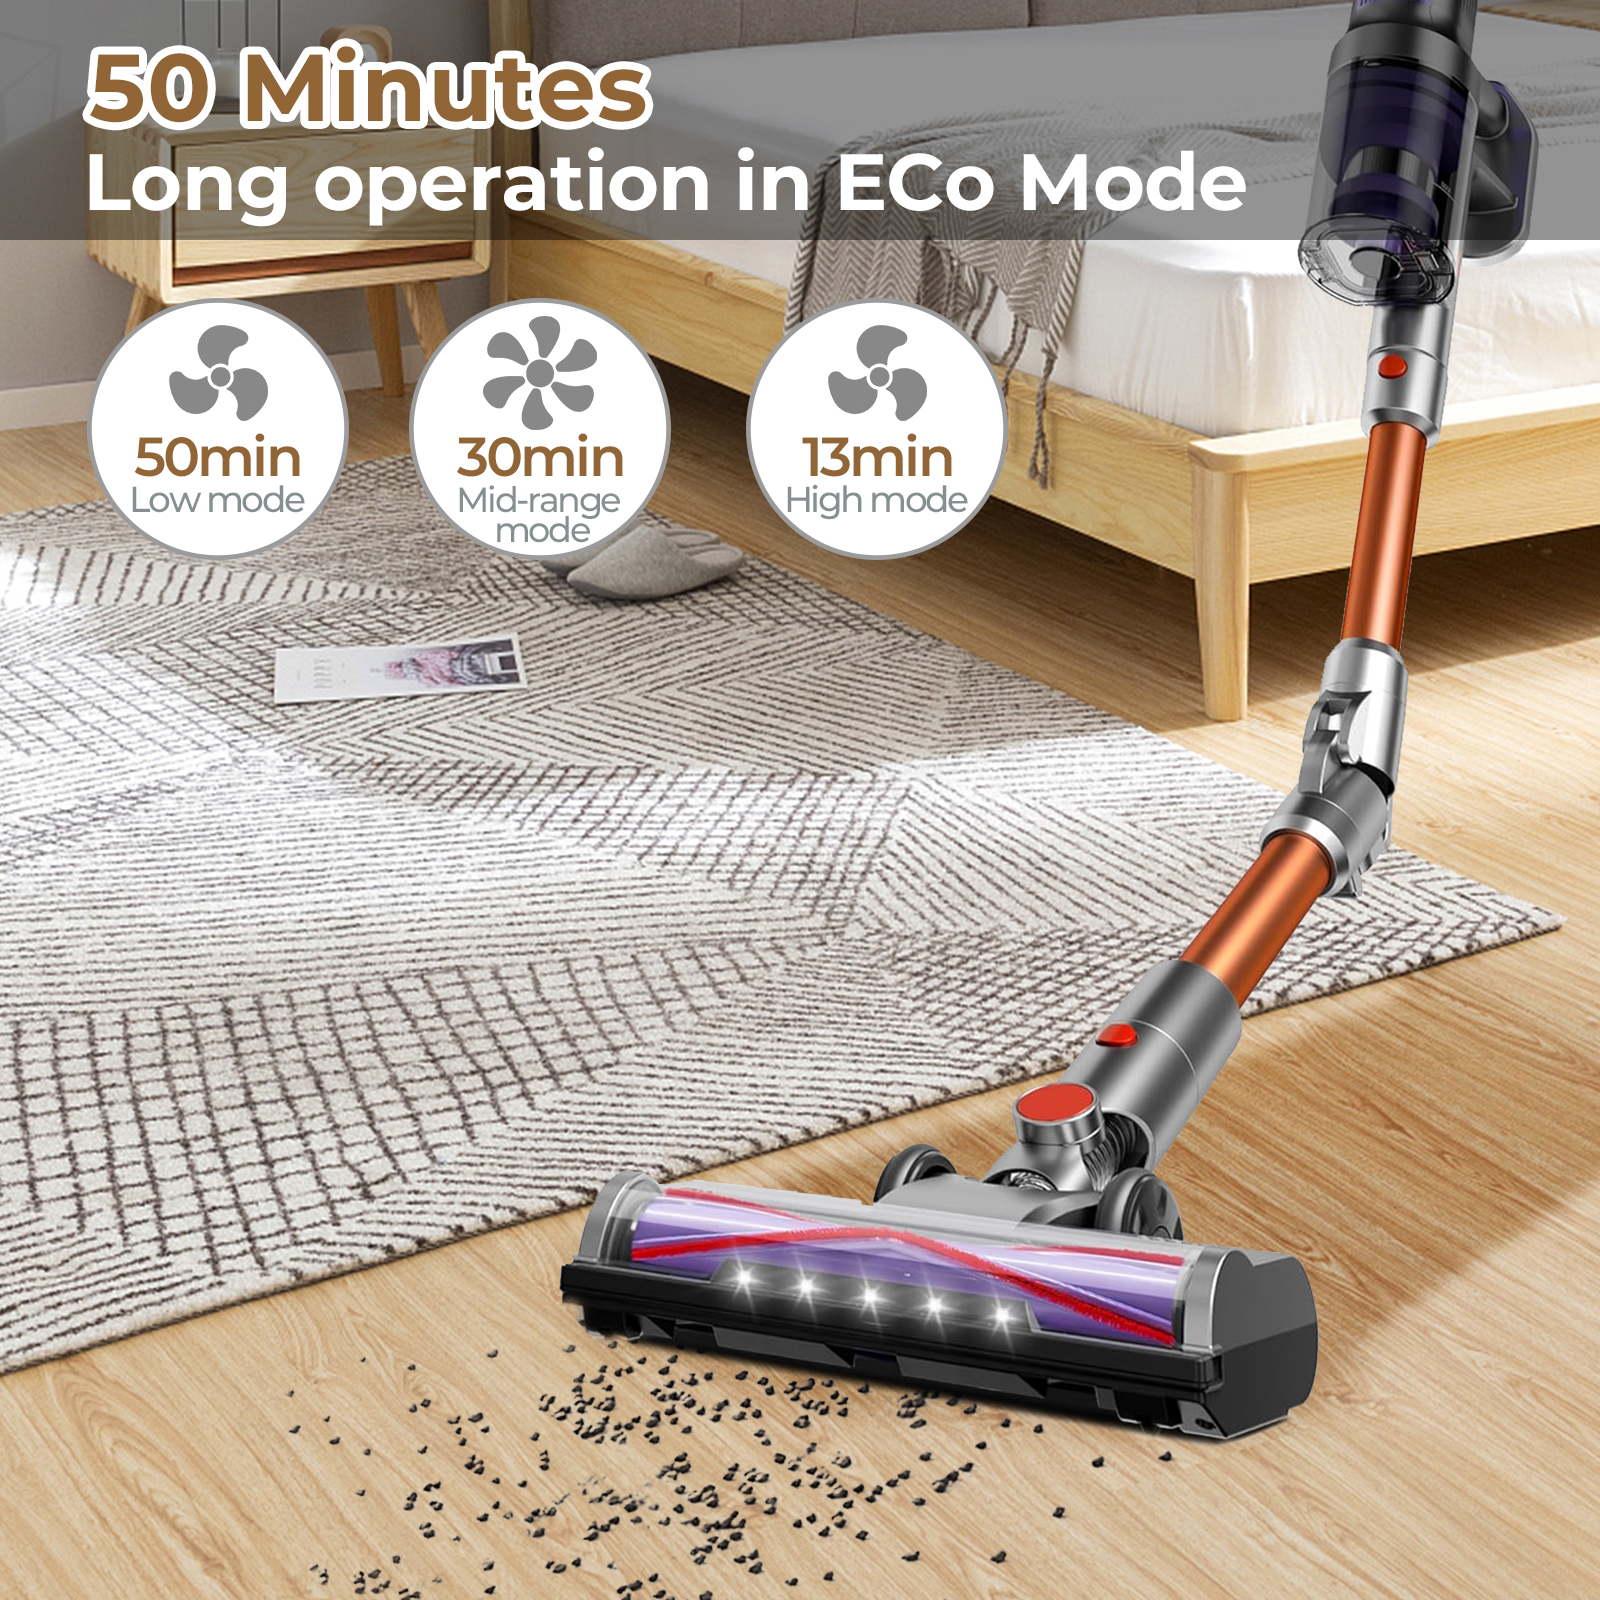 50 Minutes
Long operation in ECo Mode
50min
Low mode
30min
Mid-range
mode
13min
High mode